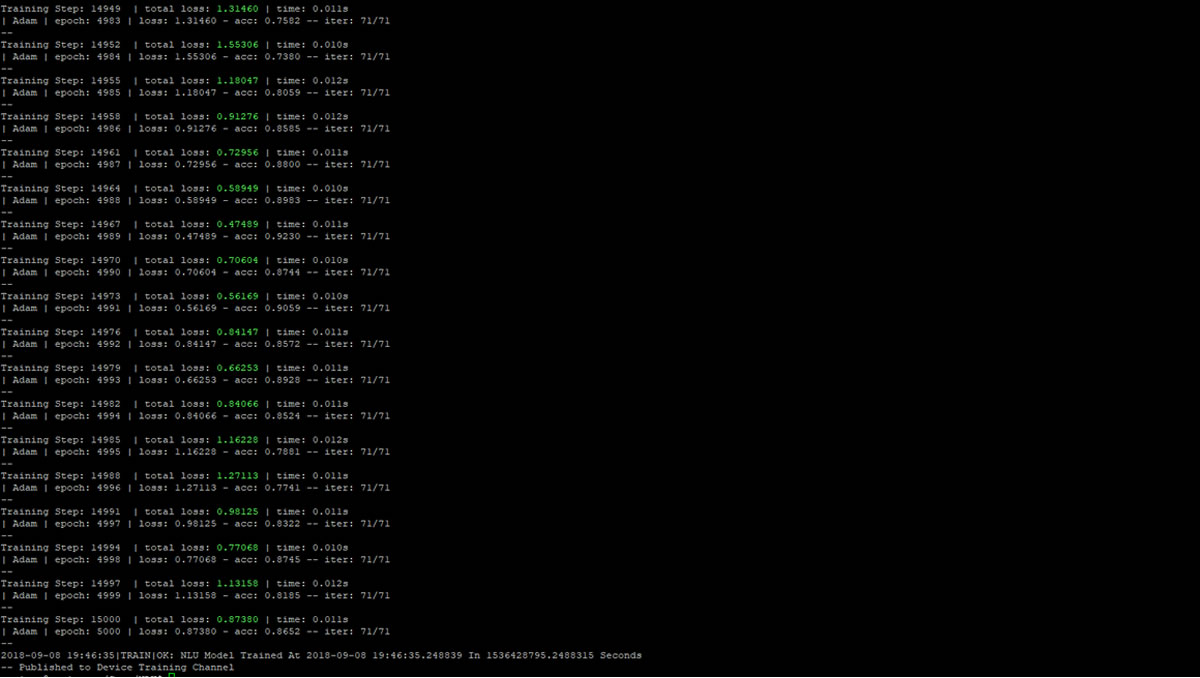 Training Step: 14949 | total loss: 1.31460 | time: 0.011s
| Adam | epoch: 4983 | loss: 1.31460 - acc: 0.7582 -- iter: 71/71
--
Training Step: 14952 | total loss: 1.55306 | time: 0.010s
| Adam | epoch: 4984 | loss: 1.55306 - acc: 0.7380 -- iter: 71/71
--
Training Step: 14955 | total loss: 1.18047 | time: 0.012s
| Adam | epoch: 4985 | loss: 1.18047 - acc: 0.8059 -- iter: 71/71
--
Training Step: 14958 | total loss: 0.91276 | time: 0.012s
| Adam | epoch: 4986 | loss: 0.91276 - acc: 0.8585 -- iter: 71/71
--
Training Step: 14961 | total loss: 0.72956 | time: 0.011s
| Adam | epoch: 4987 | loss: 0.72956 - acc: 0.8800 -- iter: 71/71
--
Training Step: 14964 | total loss: 0.58949 | time: 0.010s
| Adam | epoch: 4988 | loss: 0.58949 - acc: 0.8983 -- iter: 71/71
--
Training Step: 14967 | total loss: 0.47489 | time: 0.011s
| Adam | epoch: 4989 | loss: 0.47489 - acc: 0.9230 -- iter: 71/71
--
Training Step: 14970 | total loss: 0.70604 | time: 0.010s
| Adam | epoch: 4990 | loss: 0.70604 - acc: 0.8744 -- iter: 71/71
--
Training Step: 14973 | total loss: 0.56169 | time: 0.010s
| Adam | epoch: 4991 | loss: 0.56169 - acc: 0.9059 -- iter: 71/71
--
Training Step: 14976 | total loss: 0.84147 | time: 0.011s
| Adam | epoch: 4992 | loss: 0.84147 - acc: 0.8572 -- iter: 71/71
--
Training Step: 14979 | total loss: 0.66253 | time: 0.011s
| Adam | epoch: 4993 | loss: 0.66253 - acc: 0.8928 -- iter: 71/71
--
Training Step: 14982 | total loss: 0.84066 | time: 0.011s
| Adam | epoch: 4994 | loss: 0.84066 - acc: 0.8524 -- iter: 71/71
--
Training Step: 14985 | total loss: 1.16228 | time: 0.012s
| Adam | epoch: 4995 | loss: 1.16228 - acc: 0.7881 -- iter: 71/71
--
Training Step: 14988 | total loss: 1.27113 | time: 0.011s
| Adam | epoch: 4996 | loss: 1.27113 - acc: 0.7741 -- iter: 71/71
--
Training Step: 14991 | total loss: 0.98125 | time: 0.011s
| Adam | epoch: 4997 | loss: 0.98125 - acc: 0.8322 -- iter: 71/71
--
Training Step: 14994 | total loss: 0.77068 | time: 0.010s
| Adam | epoch: 4998 | loss: 0.77068 - acc: 0.8745 -- iter: 71/71
--
Training Step: 14997 | total loss: 1.13158 | time: 0.012s
| Adam | epoch: 4999 | loss: 1.13158 - acc: 0.8185 -- iter: 71/71
--
Training Step: 15000 | total loss: 0.87380 | time: 0.011s
| Adam | epoch: 5000 | loss: 0.87380 - acc: 0.8652 -- iter: 71/71
--
2018-09-08 19:46:35|TRAIN|OK: NLU Model Trained At 2018-09-08 19:46:35.248839 In 1536428795.2488315 Seconds
-- Published to Device Training Channel